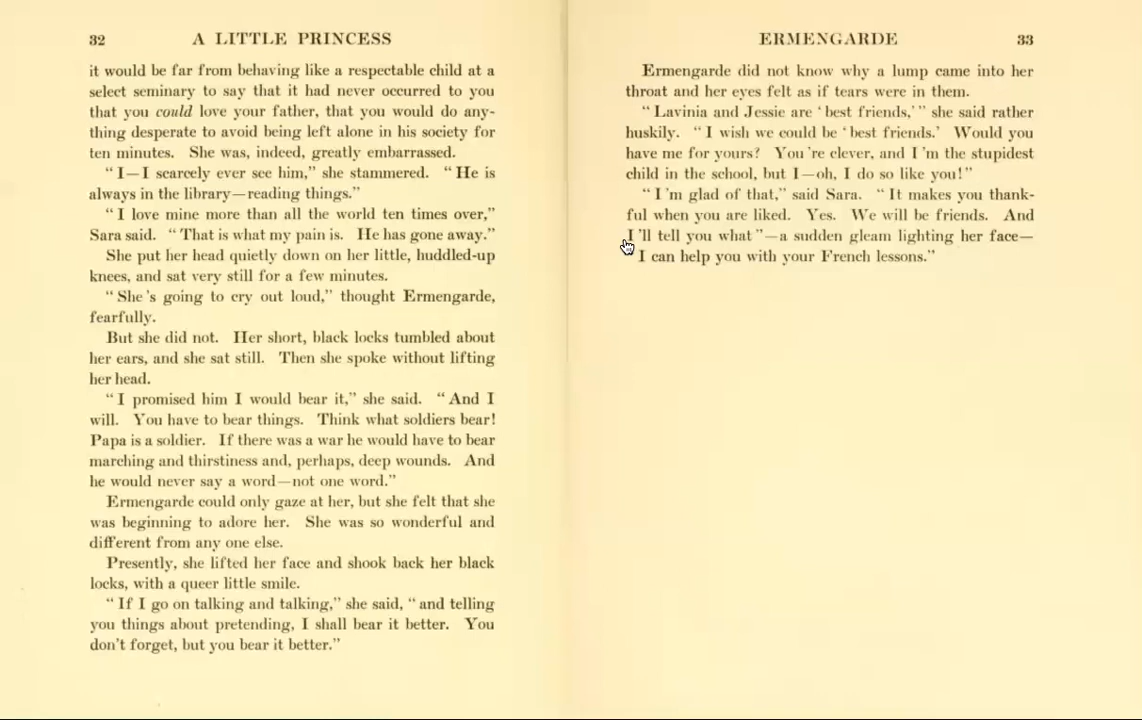 32 A LITTLE PRINCESS
it would be far from behaving like a respectable child at a
select seminary to say that it had never occurred to you
that you could love your father, that you would do any-
thing desperate to avoid being left alone in his society for
ten minutes. She was, indeed, greatly embarrassed.
“I—I scarcely ever see him,” she stammered. “He is
always in the library—reading things.”
“I love mine more than all the world ten times over,”
Sara said. “That is what my pain is. He has gone away.”
She put her head quietly down on her little, huddled-up
knees, and sat very still for a few minutes.
“She’s going to cry out loud,” thought Ermengarde,
fearfully.
But she did not. Her short, black locks tumbled about
her ears, and she sat still. Then she spoke without lifting
her head.
“I promised him I would bear it,” she said. “And I
will. You have to bear things. Think what soldiers bear!
Papa is a soldier. If there was a war he would have to bear
marching and thirstiness and, perhaps, deep wounds. And
he would never say a word—not one word.”
Ermengarde could only gaze at her, but she felt that she
was beginning to adore her. She was so wonderful and
different from any one else.
Presently, she lifted her face and shook back her black
locks, with a queer little smile.
“If I go on talking and talking,” she said, “and telling
you things about pretending, I shall bear it better. You
don’t forget, but you bear it better.”
ERMENGARDE 33
Ermengarde did not know why a lump came into her
throat and her eyes felt as if tears were in them.
“Lavinia and Jessie are ‘best friends,’” she said rather
huskily. “I wish we could be ‘best friends.’ Would you
have me for yours? You’re clever, and I’m the stupidest
child in the school, but I—oh, I do so like you!”
“I’m glad of that,” said Sara. “It makes you thank-
ful when you are liked. Yes. We will be friends. And
I’ll tell you what”—a sudden gleam lighting her face—
I can help you with your French lessons.”